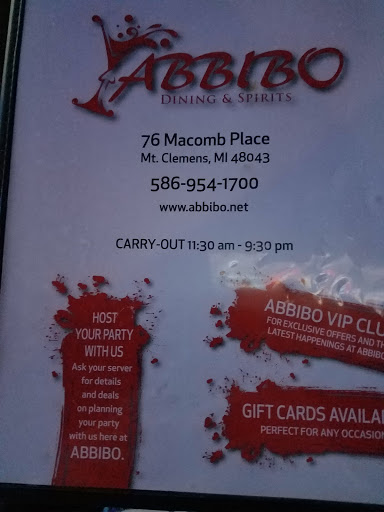 ABBIBO
DINING & SPIRITS
76 Macomb Place
Mt. Clemens, MI 48043
586-954-1700
www.abbibo.net
CARRY-OUT 11:30 am - 9:30 pm
HOST
YOUR PARTY
WITH US
Ask your server
for details
and deals
on planning
your party
with us here at
ABBIBO.
ABBIBO VIP CLU
FOR EXCLUSIVE OFFERS AND TH
LATEST HAPPENINGS AT ABBIBO
GIFT CARDS AVAILA
PERFECT FOR ANY OCCASION